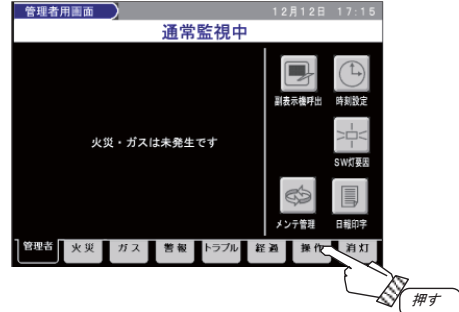 管理者用画面 12月12日 17:15
通常監視中
副表示機呼出 時刻設定
火災・ガスは未発生です
SW灯要因
メンテ管理 日報印字
管理者 火災 ガス 警報 トラブル 経過 操作 消灯
押す